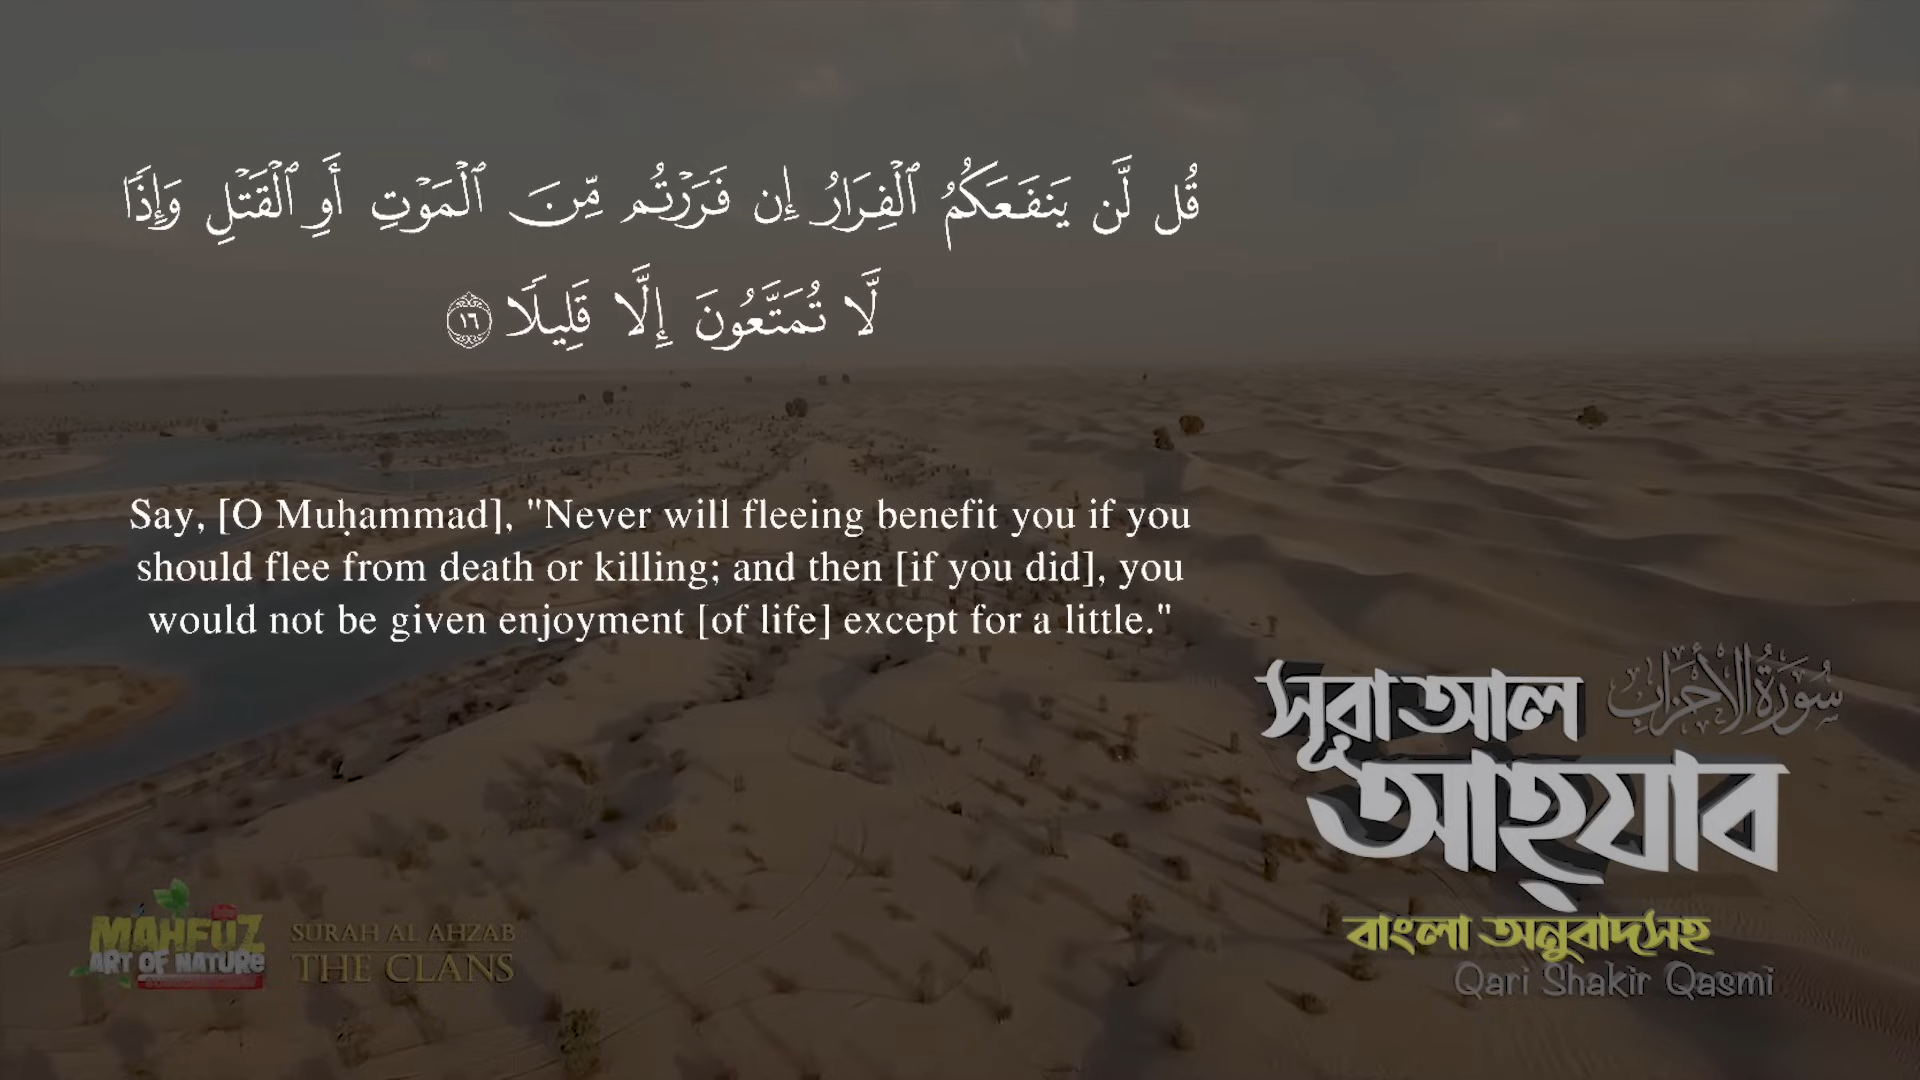 قُل لَّن يَنفَعَكُمُ ٱلْفِرَارُ إِن فَرَرْتُم مِّنَ ٱلْمَوْتِ أَوِ ٱلْقَتْلِ وَإِذًا
لَّا تُمَتَّعُونَ إِلَّا قَلِيلًا ١٦
Say, [O Muḥammad], "Never will fleeing benefit you if you
should flee from death or killing; and then [if you did], you
would not be given enjoyment [of life] except for a little."
সূরা আল
سُورَةُ الأَحْزَابِ
আহ্যাব
বাংলা অনুবাদসহ
Qari Shakir Qasmi
MAHFUZ
ART OF NATURE
SURAH AL AHZAB
THE CLANS